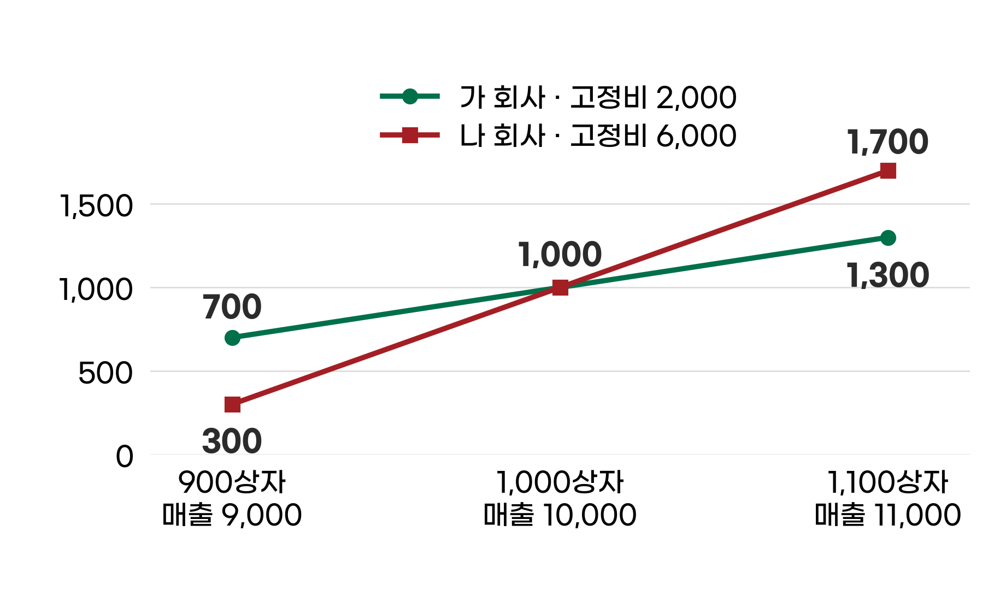 가 회사 · 고정비 2,000
나 회사 · 고정비 6,000
1,700
1,500
1,000
1,300
1,000
700
500
300
0
900상자
매출 9,000
1,000상자
매출 10,000
1,100상자
매출 11,000